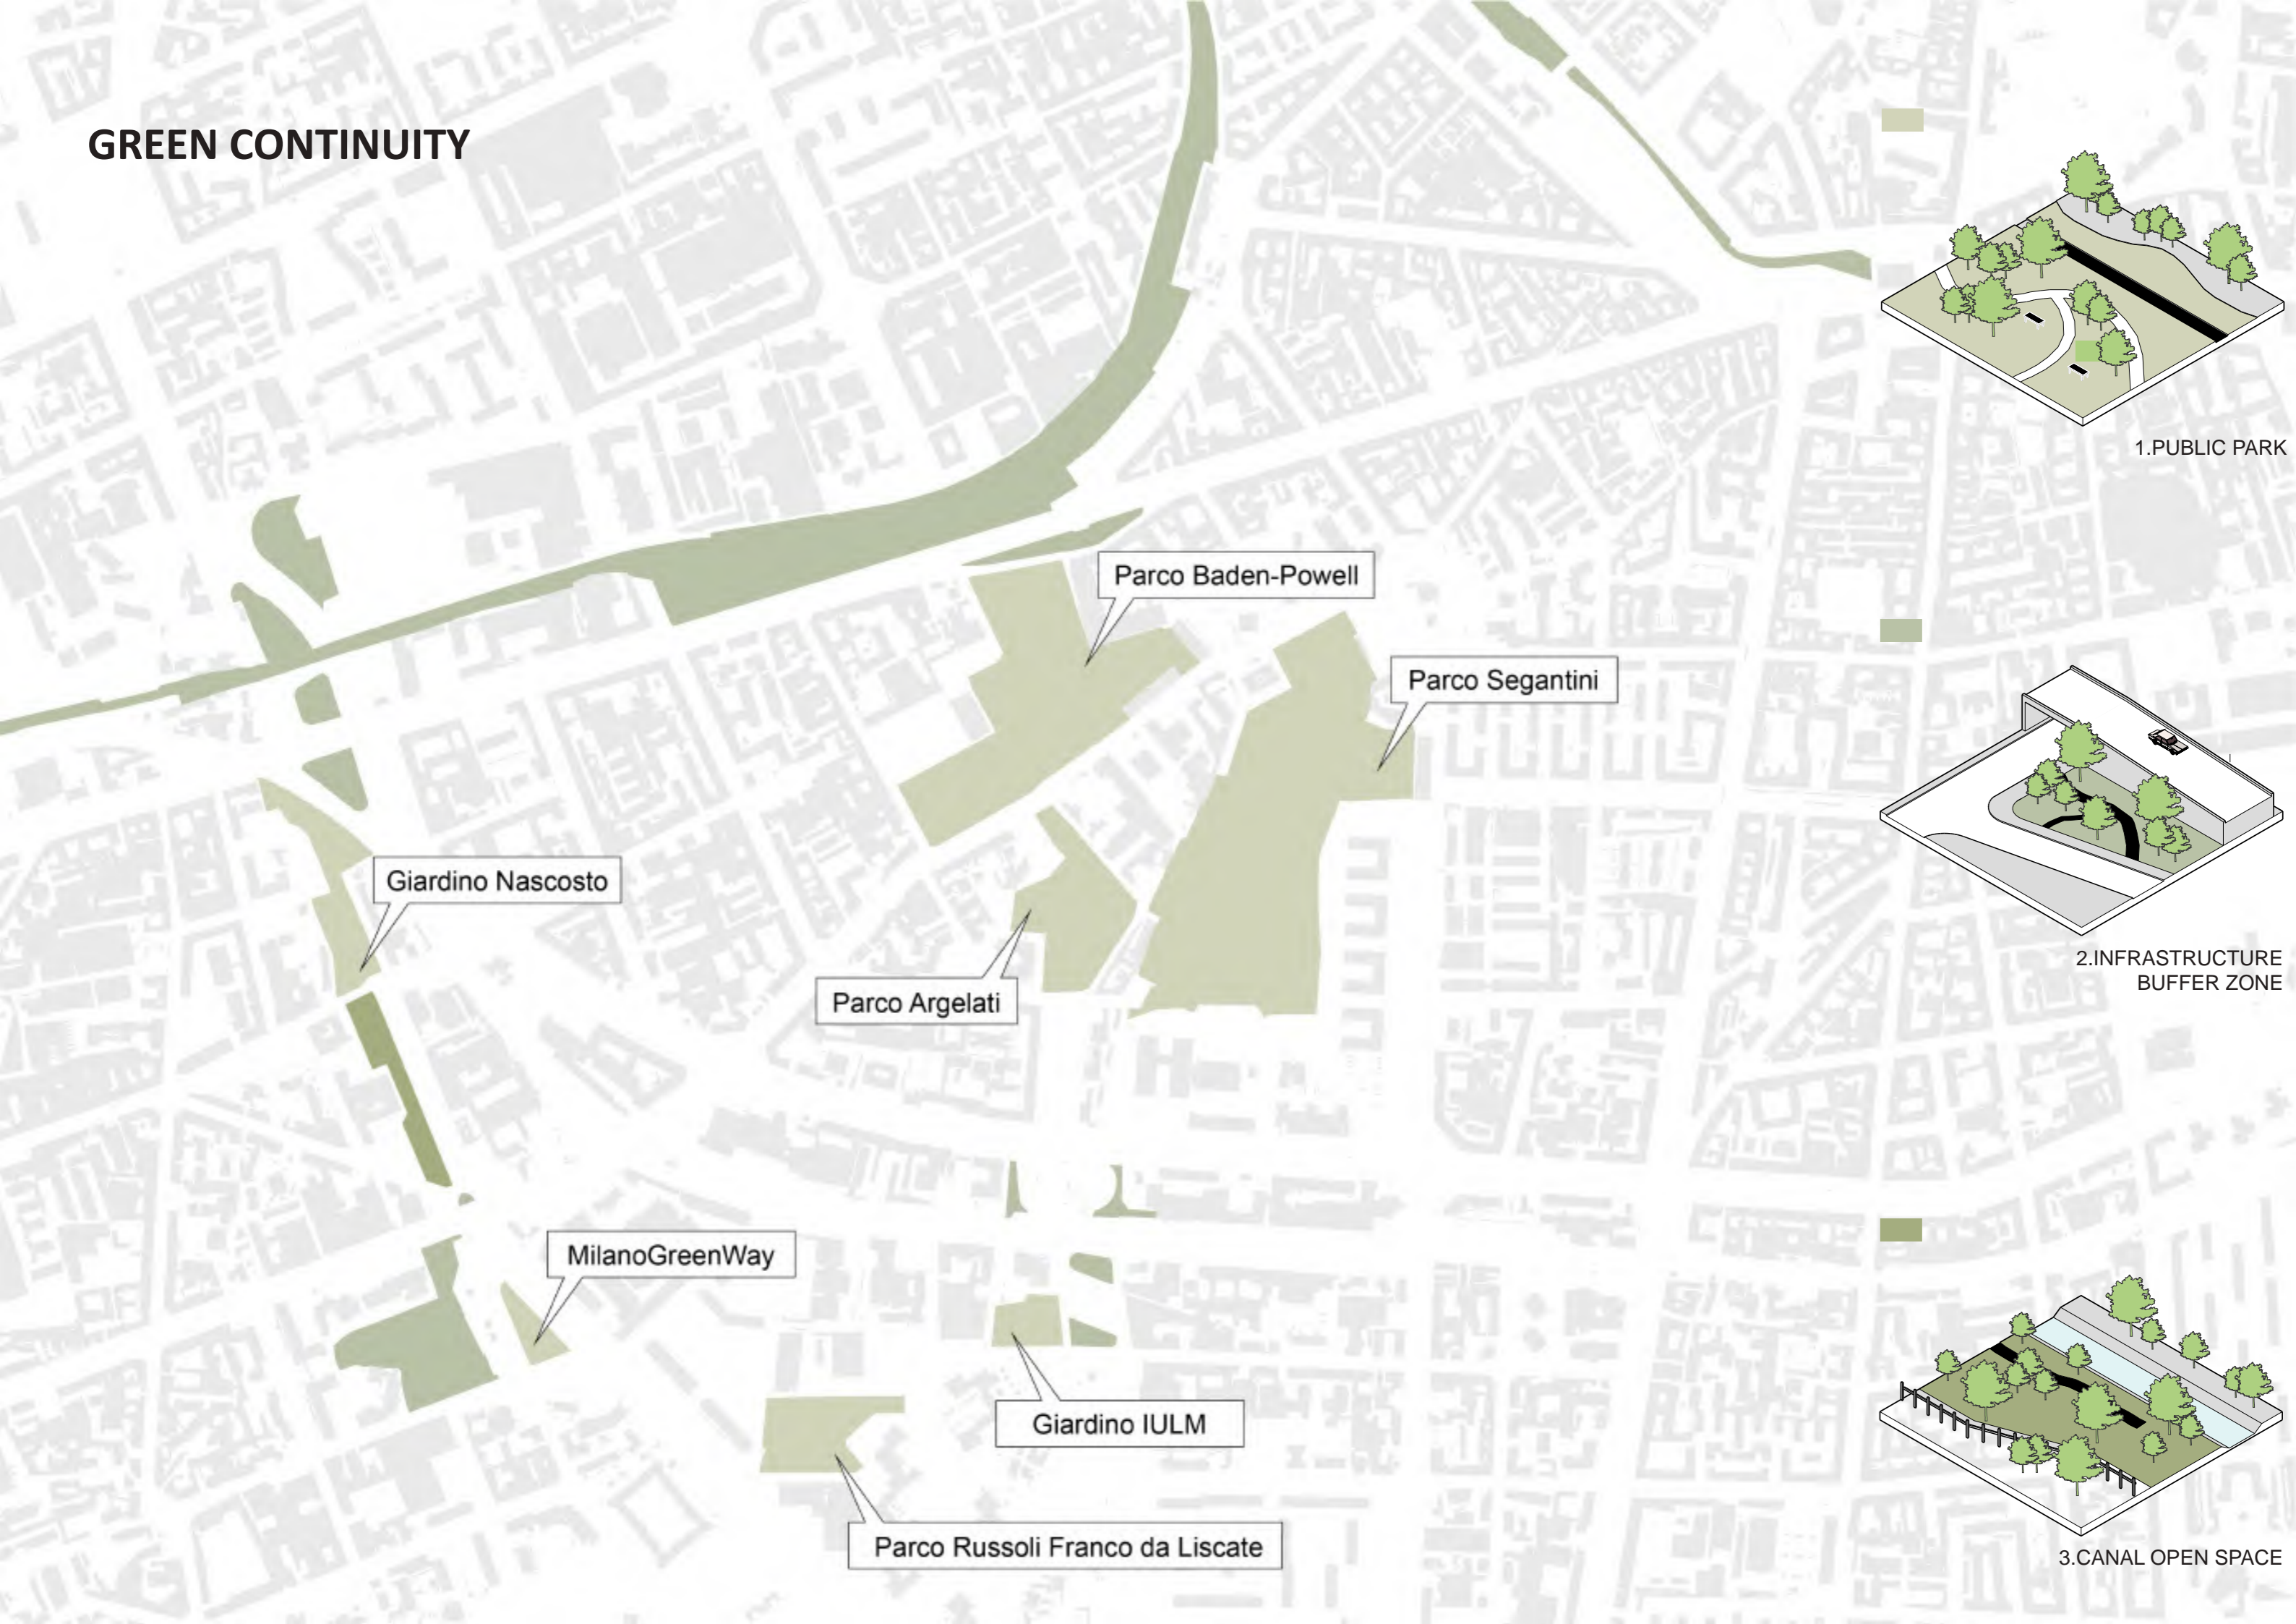 GREEN CONTINUITY
1.PUBLIC PARK
Parco Baden-Powell
Parco Segantini
Giardino Nascosto
2.INFRASTRUCTURE
BUFFER ZONE
Parco Argelati
MilanoGreenWay
Giardino IULM
Parco Russoli Franco da Liscate
3.CANAL OPEN SPACE